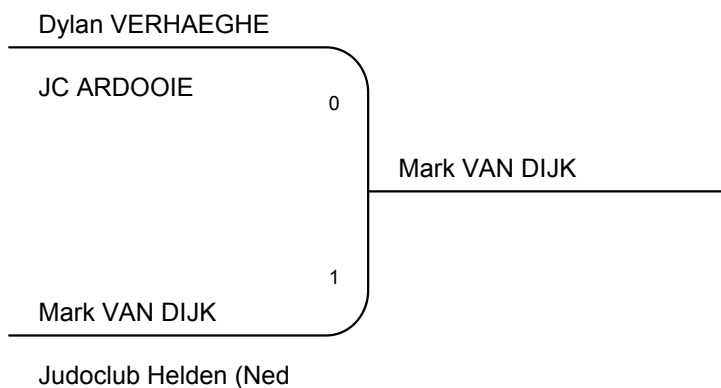 Dylan VERHAEGHE
JC ARDOOIE
0
Mark VAN DIJK
1
Mark VAN DIJK
Judoclub Helden (Ned